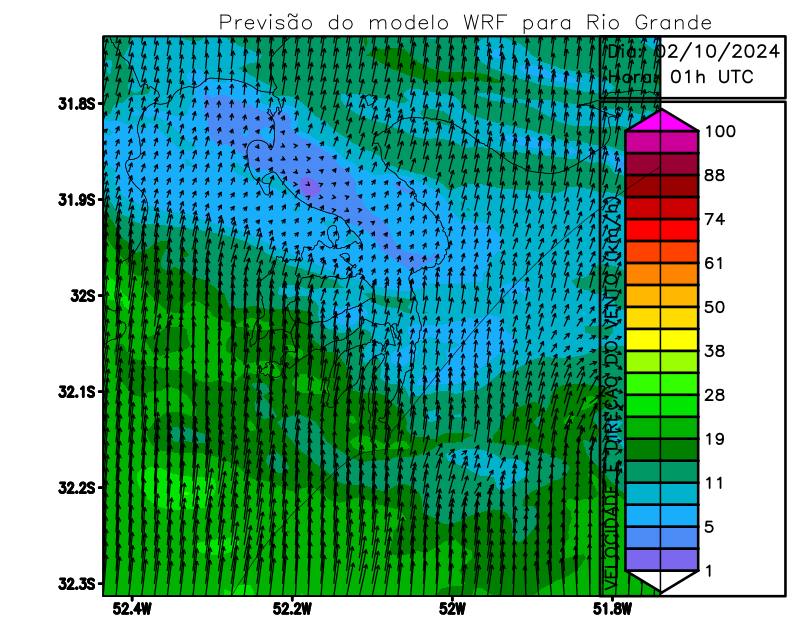 Previsão do modelo WRF para Rio Grande
Dia: 02/10/2024
Hora: 01h UTC
31.8S
31.9S
32S
32.1S
32.2S
32.3S
52.4W
52.2W
52W
51.8W
VELOCIDADE E DIREÇÃO DO VENTO (km/h)
100
88
74
61
50
38
28
19
11
5
1